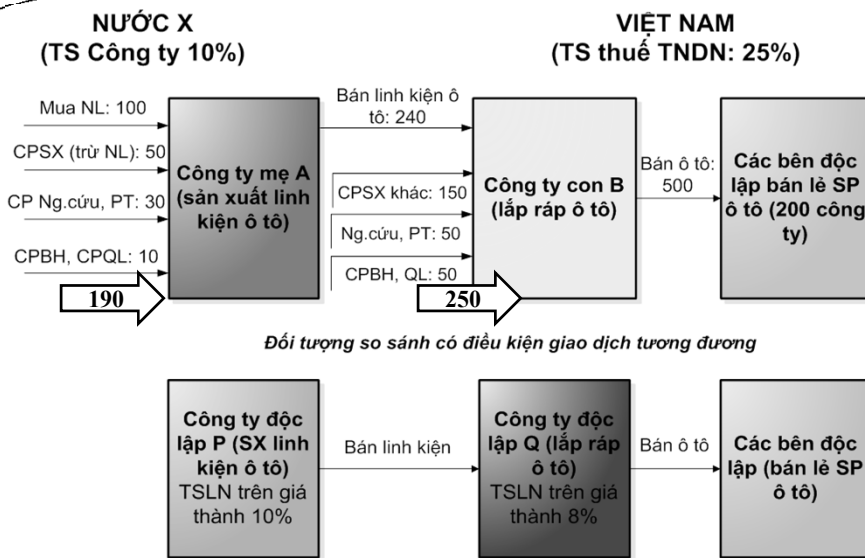 NƯỚC X
(TS Công ty 10%)
VIỆT NAM
(TS thuế TNDN: 25%)
Mua NL: 100
CPSX (trừ NL): 50
CP Ng.cứu, PT: 30
CPBH, CPQL: 10
190
Công ty mẹ A
(sản xuất linh
kiện ô tô)
Bán linh kiện ô
tô: 240
CPSX khác: 150
Ng.cứu, PT: 50
CPBH, QL: 50
250
Công ty con B
(lắp ráp ô tô)
Bán ô tô:
500
Các bên độc
lập bán lẻ SP
ô tô (200 công
ty)
Đối tượng so sánh có điều kiện giao dịch tương đương
Công ty độc
lập P (SX linh
kiện ô tô)
TSLN trên giá
thành 10%
Bán linh kiện
Công ty độc
lập Q (lắp ráp
ô tô)
TSLN trên giá
thành 8%
Bán ô tô
Các bên độc
lập (bán lẻ SP
ô tô)